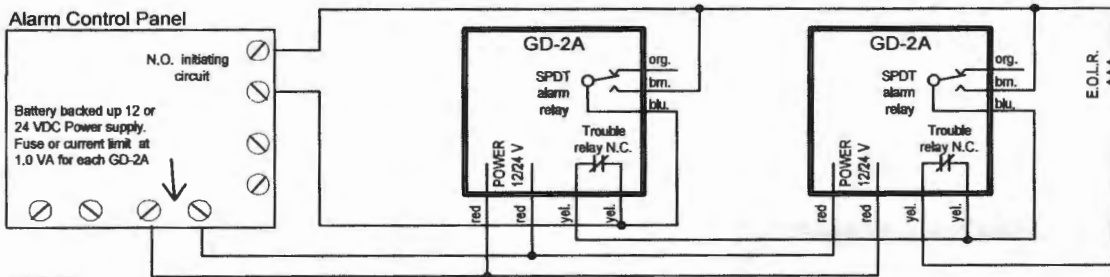 Alarm Control Panel
N.O. initiating
circuit
Battery backed up 12 or
24 VDC Power supply.
Fuse or current limit at
1.0 VA for each GD-2A
GD-2A
SPDT
alarm
relay
org.
brn.
blu.
Trouble
relay N.C.
POWER
12/24 V
red
red
yel.
yel.
GD-2A
SPDT
alarm
relay
org.
brn.
blu.
Trouble
relay N.C.
POWER
12/24 V
red
red
yel.
yel.
E.O.L.R.